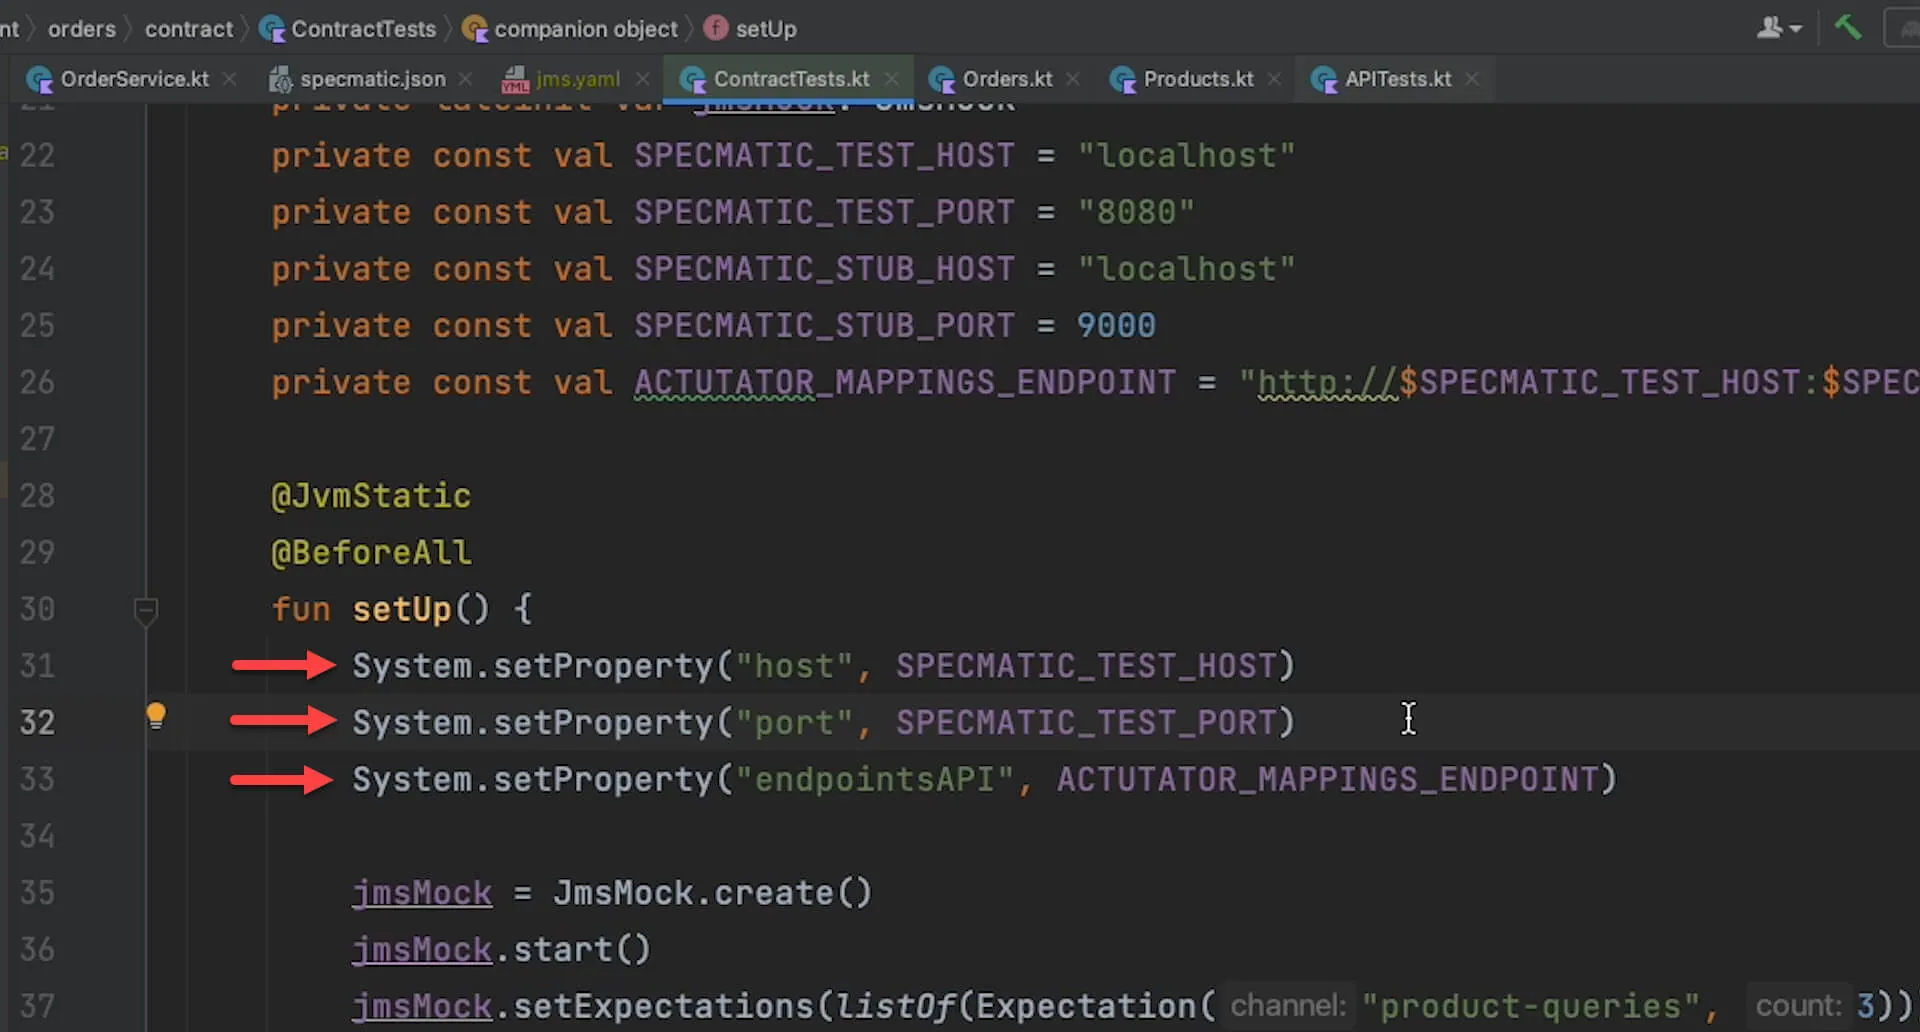 nt orders contract ContractTests companion object setUp
OrderService.kt specmatic.json jms.yaml ContractTests.kt Orders.kt Products.kt APITests.kt
21 private lateinit var jmsMock: JmsMock
22 private const val SPECMATIC_TEST_HOST = "localhost"
23 private const val SPECMATIC_TEST_PORT = "8080"
24 private const val SPECMATIC_STUB_HOST = "localhost"
25 private const val SPECMATIC_STUB_PORT = 9000
26 private const val ACTUTATOR_MAPPINGS_ENDPOINT = "http://$SPECMATIC_TEST_HOST:$SPEC
27
28 @JvmStatic
29 @BeforeAll
30 fun setUp() {
31 System.setProperty("host", SPECMATIC_TEST_HOST)
32 System.setProperty("port", SPECMATIC_TEST_PORT)
33 System.setProperty("endpointsAPI", ACTUTATOR_MAPPINGS_ENDPOINT)
34
35 jmsMock = JmsMock.create()
36 jmsMock.start()
37 jmsMock.setExpectations(listOf(Expectation( channel: "product-queries", count: 3))